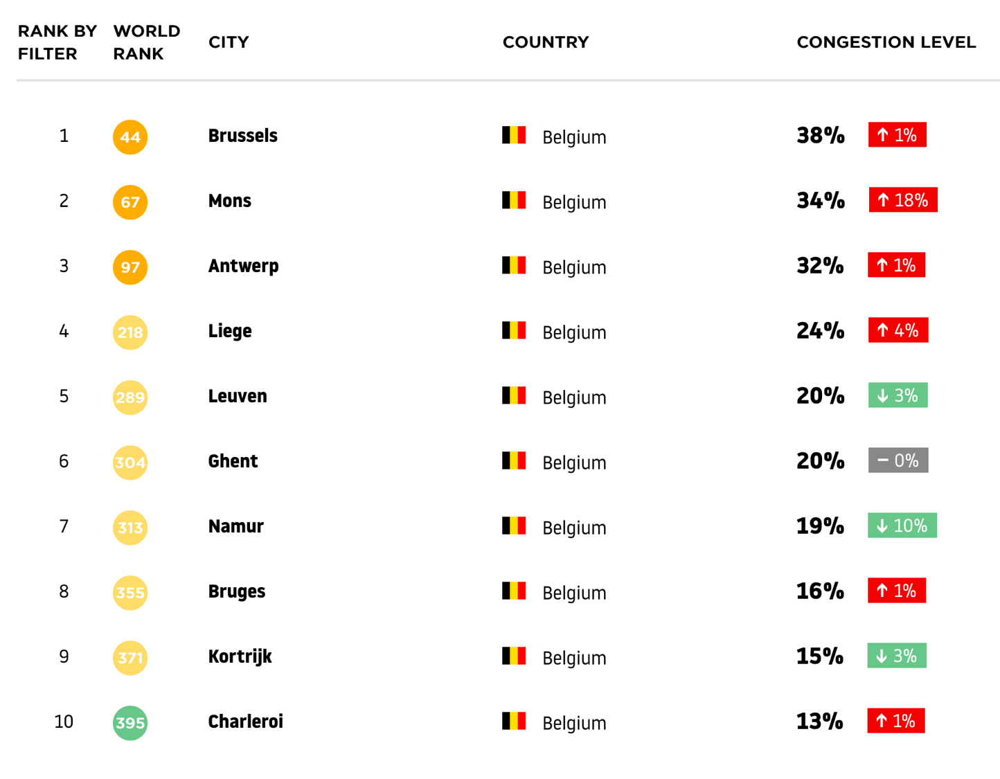 RANK BY FILTER WORLD RANK CITY COUNTRY CONGESTION LEVEL
1 44 Brussels Belgium 38% ↑ 1%
2 67 Mons Belgium 34% ↑ 18%
3 97 Antwerp Belgium 32% ↑ 1%
4 218 Liege Belgium 24% ↑ 4%
5 289 Leuven Belgium 20% ↓ 3%
6 304 Ghent Belgium 20% – 0%
7 313 Namur Belgium 19% ↓ 10%
8 355 Bruges Belgium 16% ↑ 1%
9 371 Kortrijk Belgium 15% ↓ 3%
10 395 Charleroi Belgium 13% ↑ 1%